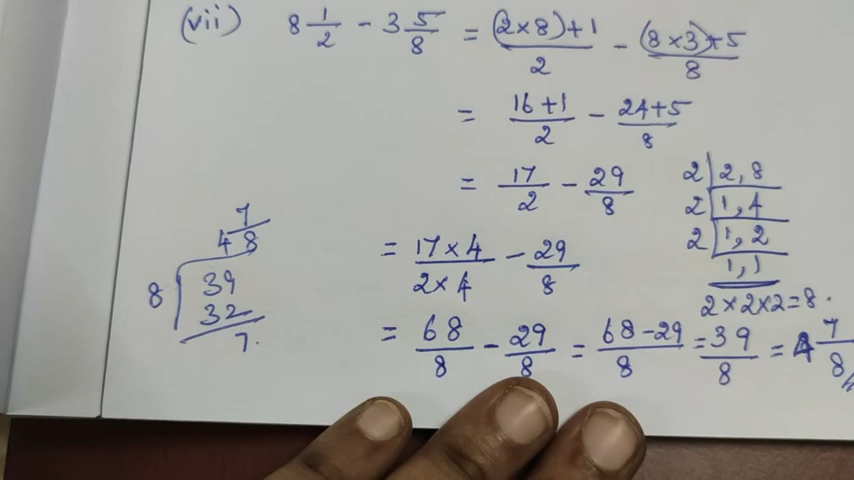 (vii) 8 1/2 - 3 5/8 = (2×8)+1/2 - (8×3)+5/8
= 16+1/2 - 24+5/8
= 17/2 - 29/8
= 17×4/2×4 - 29/8
= 68/8 - 29/8 = 68-29/8 = 39/8 = 4 7/8
2 | 2, 8
2 | 1, 4
2 | 1, 2
1, 1
2×2×2=8.
4 7/8
8 | 39
32
7.